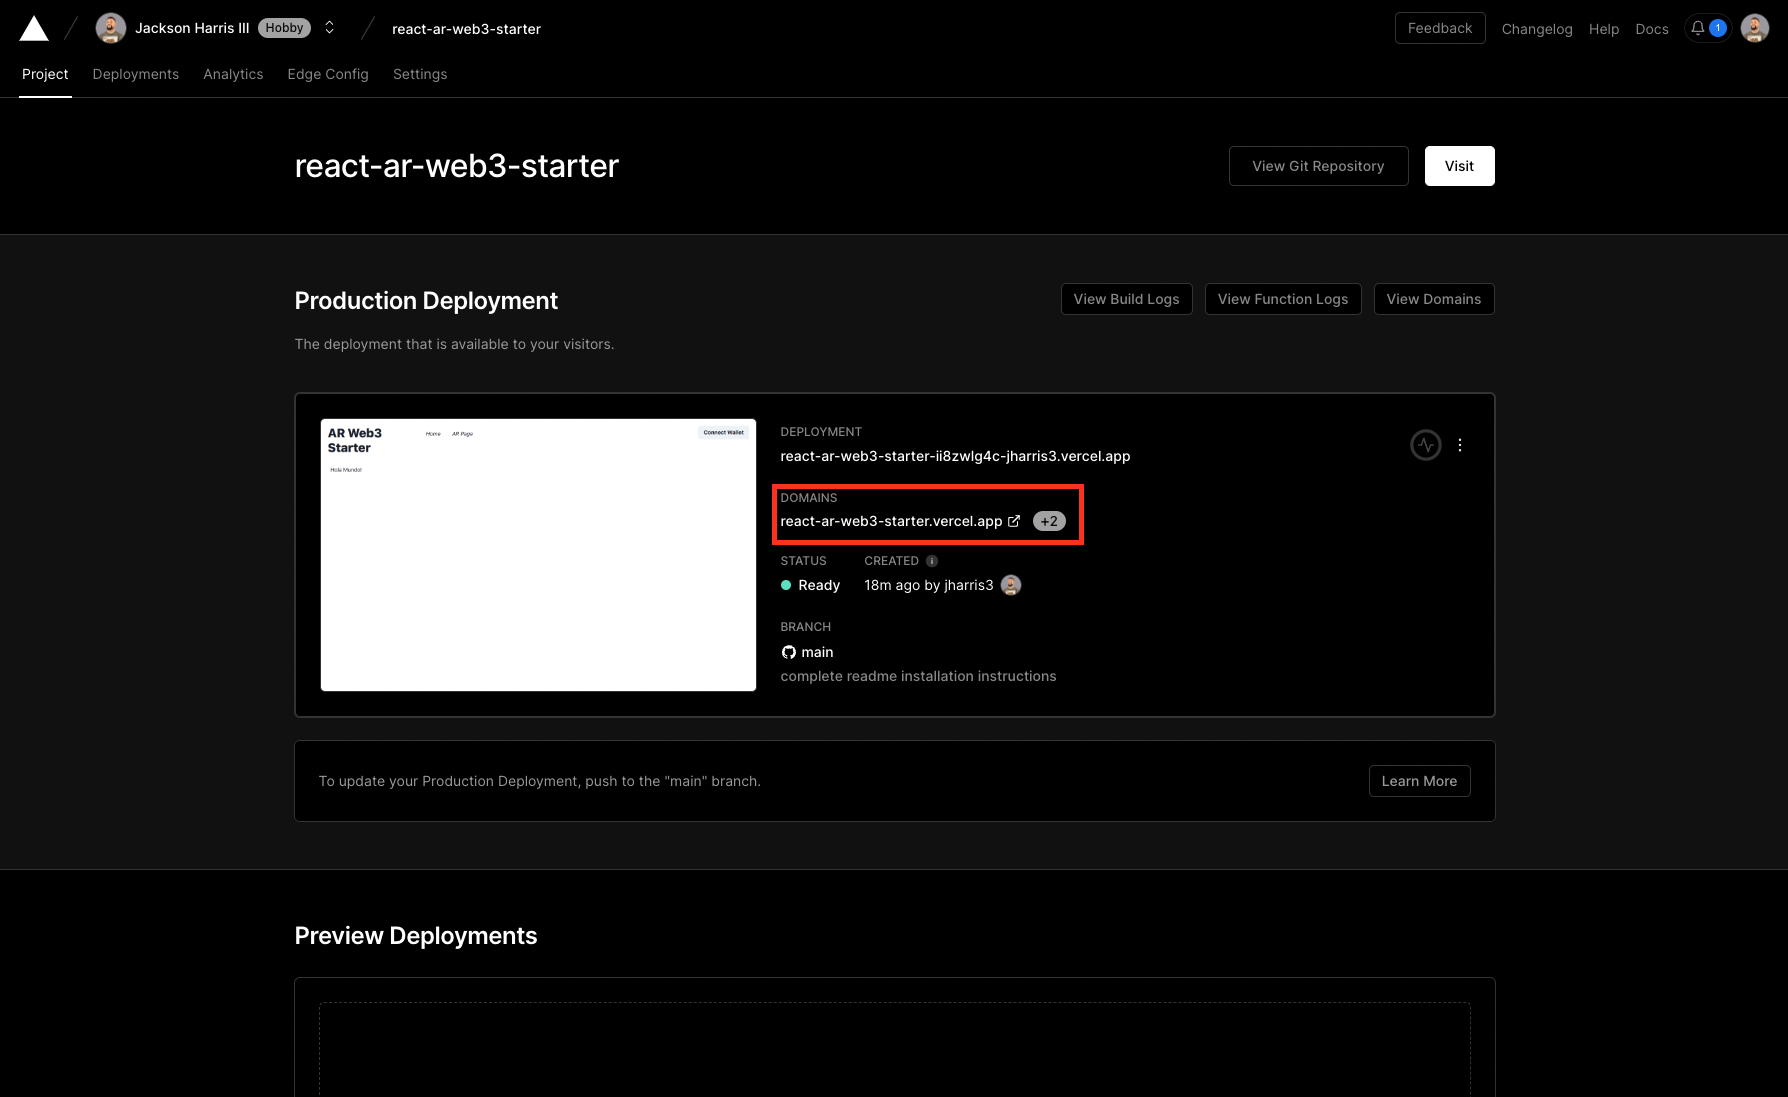 Jackson Harris III Hobby react-ar-web3-starter Feedback Changelog Help Docs 1
Project Deployments Analytics Edge Config Settings
react-ar-web3-starter View Git Repository Visit
Production Deployment View Build Logs View Function Logs View Domains
The deployment that is available to your visitors.
AR Web3 Starter
Home AR Page Connect Wallet
Hola Mundo!
DEPLOYMENT
react-ar-web3-starter-ii8zwlg4c-jharris3.vercel.app
DOMAINS
react-ar-web3-starter.vercel.app +2
STATUS CREATED
Ready 18m ago by jharris3
BRANCH
main
complete readme installation instructions
To update your Production Deployment, push to the "main" branch. Learn More
Preview Deployments